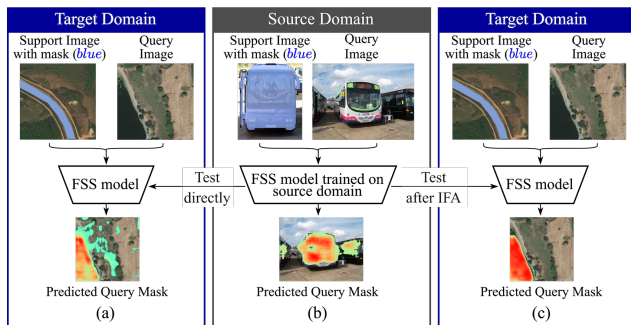 Target Domain
Support Image
with mask (blue)
Query
Image
FSS model
Predicted Query Mask
(a)
Test
directly
Source Domain
Support Image
with mask (blue)
Query
Image
FSS model trained on
source domain
Predicted Query Mask
(b)
Test
after IFA
Target Domain
Support Image
with mask (blue)
Query
Image
FSS model
Predicted Query Mask
(c)